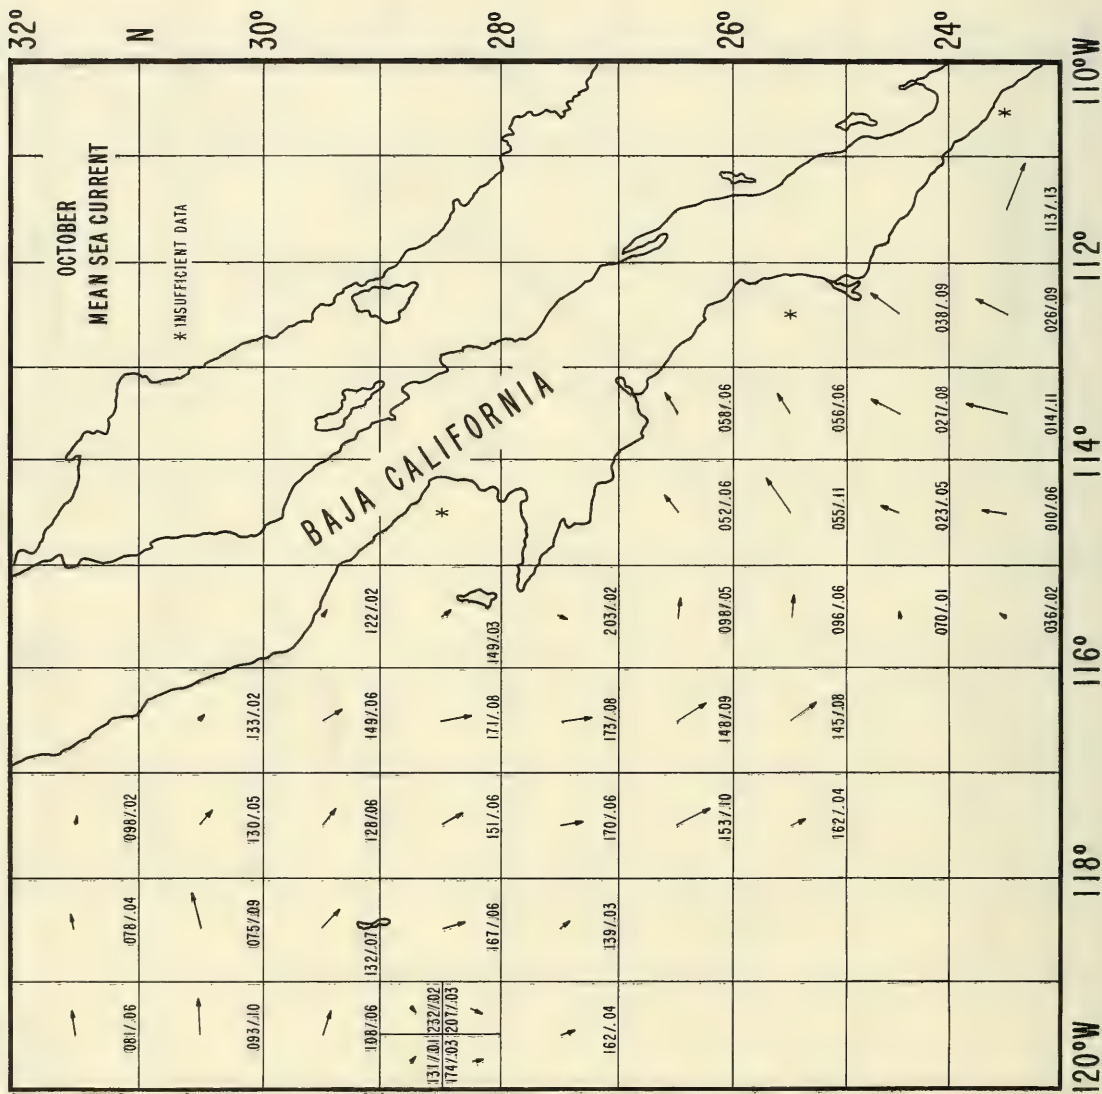 32°
OCTOBER
MEAN SEA CURRENT
081/.06 078/.04 098/.02
N
* INSUFFICIENT DATA
093/.10 075/.09 130/.05 133/.02
30°
BAJA CALIFORNIA
108/.06 132/.07 128/.06 149/.06 122/.02
*
131/.01 232/.02
174/.03 207/.03
167/.06 151/.06 171/.08 149/.03
28°
162/.04 139/.03 170/.06 173/.08 203/.02
153/.10 148/.09 098/.05 052/.06 058/.06
26°
*
162/.04 145/.08 096/.06 055/.11 056/.06
070/.01 023/.05 027/.08 038/.09
24°
*
036/.02 010/.06 014/.11 026/.09 113/.13
120°W 118° 116° 114° 112° 110°W